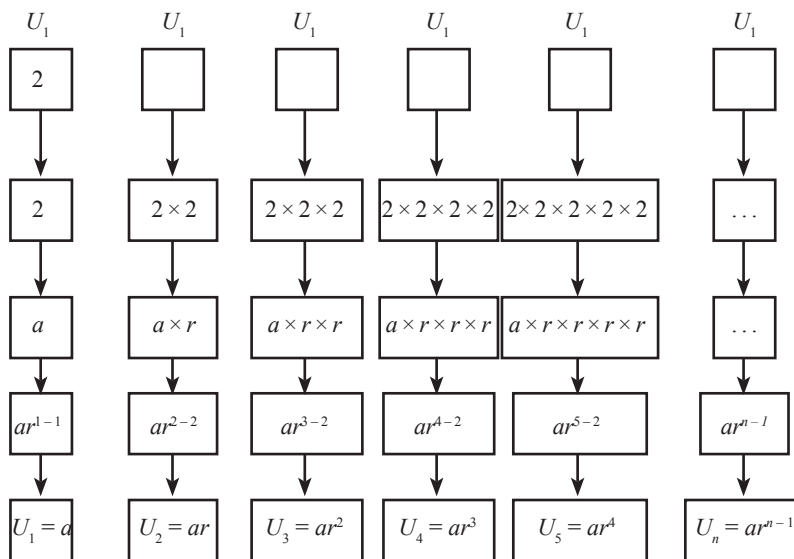 U₁ U₁ U₁ U₁ U₁ U₁
2
2 2 × 2 2 × 2 × 2 2 × 2 × 2 × 2 2× 2 × 2 × 2 × 2 . . .
a a × r a × r × r a × r × r × r a × r × r × r × r . . .
ar¹⁻¹ ar²⁻² ar³⁻² ar⁴⁻² ar⁵⁻² arⁿ⁻¹
U₁ = a U₂ = ar U₃ = ar² U₄ = ar³ U₅ = ar⁴ Uₙ = arⁿ⁻¹